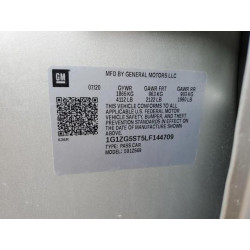 GM
MFD BY GENERAL MOTORS LLC
07/20 GVWR GAWR FRT GAWR RR
1865 KG 963 KG 903 KG
4112 LB 2122 LB 1990 LB
THIS VEHICLE CONFORMS TO ALL
APPLICABLE U.S. FEDERAL MOTOR
VEHICLE SAFETY, BUMPER, AND THEFT
PREVENTION STANDARDS IN EFFECT ON THE
DATE OF MANUFACTURE SHOWN ABOVE.
1G1ZG5ST5LF144709
TYPE: PASS CAR
MODEL: